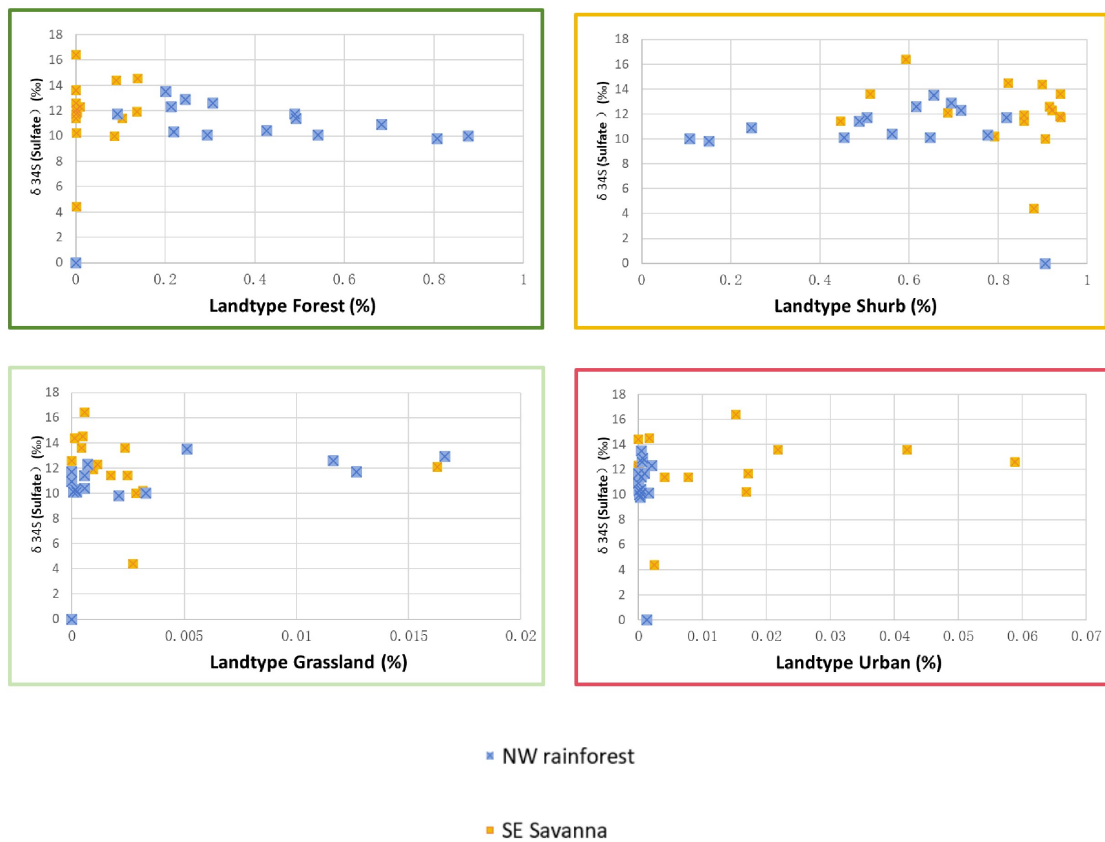 18
16
14
12
10
8
6
4
2
0
δ 34S (Sulfate）(‰)
0 0.2 0.4 0.6 0.8 1
Landtype Forest (%)
18
16
14
12
10
8
6
4
2
0
δ 34S (Sulfate）(‰)
0 0.2 0.4 0.6 0.8 1
Landtype Shurb (%)
18
16
14
12
10
8
6
4
2
0
δ 34S (Sulfate）(‰)
0 0.005 0.01 0.015 0.02
Landtype Grassland (%)
18
16
14
12
10
8
6
4
2
0
δ 34S (Sulfate）(‰)
0 0.01 0.02 0.03 0.04 0.05 0.06 0.07
Landtype Urban (%)
NW rainforest
SE Savanna